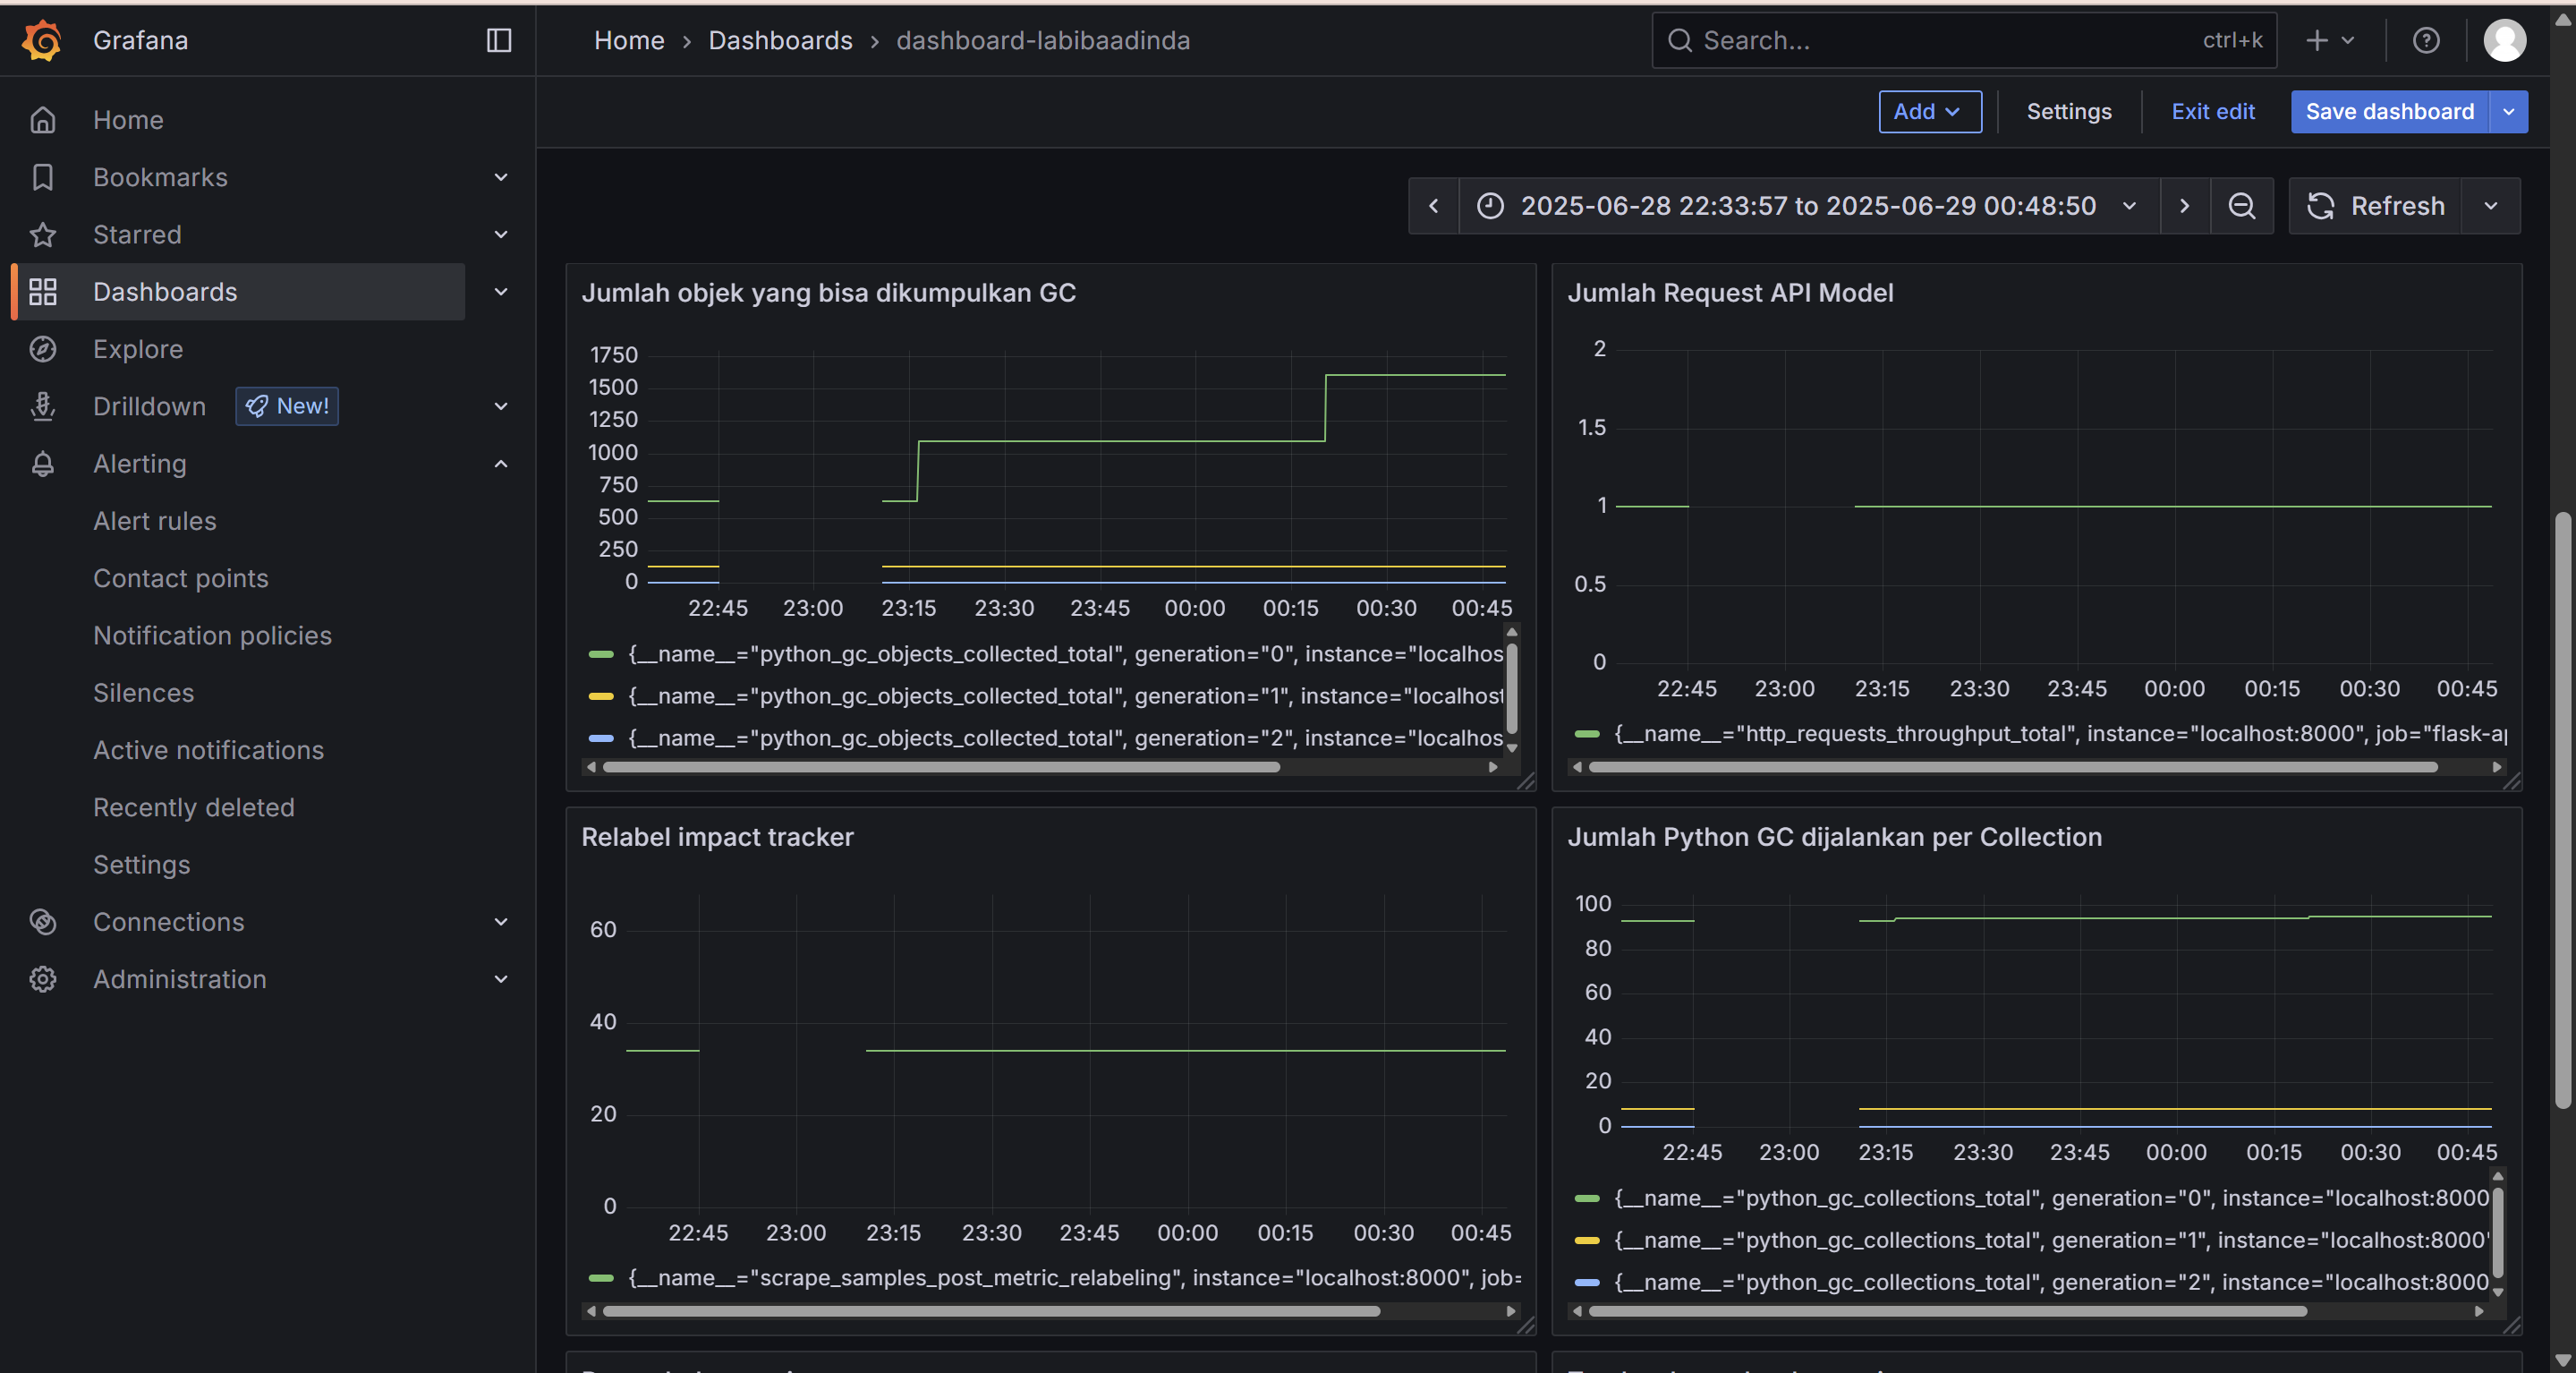 Grafana
Home
Bookmarks
Starred
Dashboards
Explore
Drilldown
New!
Alerting
Alert rules
Contact points
Notification policies
Silences
Active notifications
Recently deleted
Settings
Connections
Administration
Home › Dashboards › dashboard-labibaadinda
Search...
ctrl+k
Add
Settings
Exit edit
Save dashboard
2025-06-28 22:33:57 to 2025-06-29 00:48:50
Refresh
Jumlah objek yang bisa dikumpulkan GC
1750
1500
1250
1000
750
500
250
0
22:45 23:00 23:15 23:30 23:45 00:00 00:15 00:30 00:45
{__name__="python_gc_objects_collected_total", generation="0", instance="localhos
{__name__="python_gc_objects_collected_total", generation="1", instance="localhost
{__name__="python_gc_objects_collected_total", generation="2", instance="localhos
Jumlah Request API Model
2
1.5
1
0.5
0
22:45 23:00 23:15 23:30 23:45 00:00 00:15 00:30 00:45
{__name__="http_requests_throughput_total", instance="localhost:8000", job="flask-ap
Relabel impact tracker
60
40
20
0
22:45 23:00 23:15 23:30 23:45 00:00 00:15 00:30 00:45
{__name__="scrape_samples_post_metric_relabeling", instance="localhost:8000", job=
Jumlah Python GC dijalankan per Collection
100
80
60
40
20
0
22:45 23:00 23:15 23:30 23:45 00:00 00:15 00:30 00:45
{__name__="python_gc_collections_total", generation="0", instance="localhost:8000
{__name__="python_gc_collections_total", generation="1", instance="localhost:8000"
{__name__="python_gc_collections_total", generation="2", instance="localhost:8000